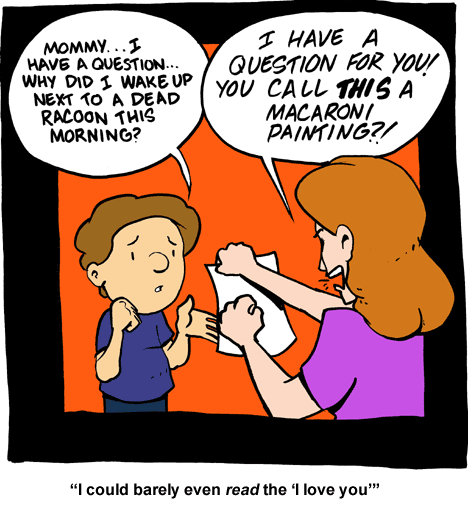 MOMMY...I
HAVE A QUESTION...
WHY DID I WAKE UP
NEXT TO A DEAD
RACOON THIS
MORNING?
I HAVE A
QUESTION FOR YOU!
YOU CALL THIS A
MACARONI
PAINTING?!
“I could barely even read the ‘I love you’”